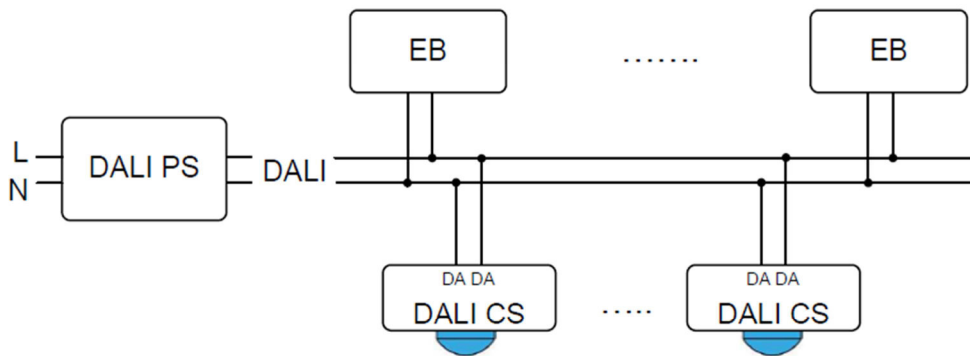 EB
.......
EB
L
N
DALI PS
DALI
DA DA
DALI CS
.....
DA DA
DALI CS